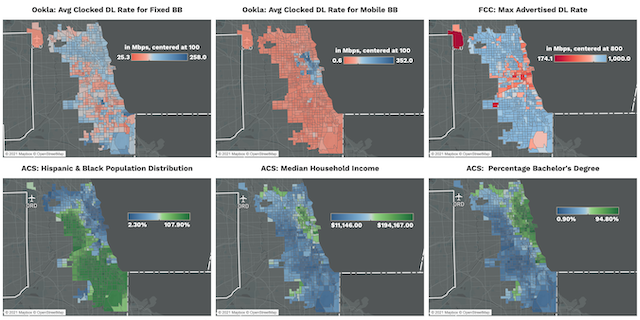 Ookla: Avg Clocked DL Rate for Fixed BB
in Mbps, centered at 100
25.3
258.0
© 2021 Mapbox © OpenStreetMap
Ookla: Avg Clocked DL Rate for Mobile BB
in Mbps, centered at 100
0.6
352.0
© 2021 Mapbox © OpenStreetMap
FCC: Max Advertised DL Rate
in Mbps, centered at 800
174.1
1,000.0
© 2021 Mapbox © OpenStreetMap
ACS: Hispanic & Black Population Distribution
ORD
2.30%
107.90%
© 2021 Mapbox © OpenStreetMap
ACS: Median Household Income
ORD
$11,146.00
$194,167.00
© 2021 Mapbox © OpenStreetMap
ACS: Percentage Bachelor's Degree
ORD
0.90%
94.80%
© 2021 Mapbox © OpenStreetMap